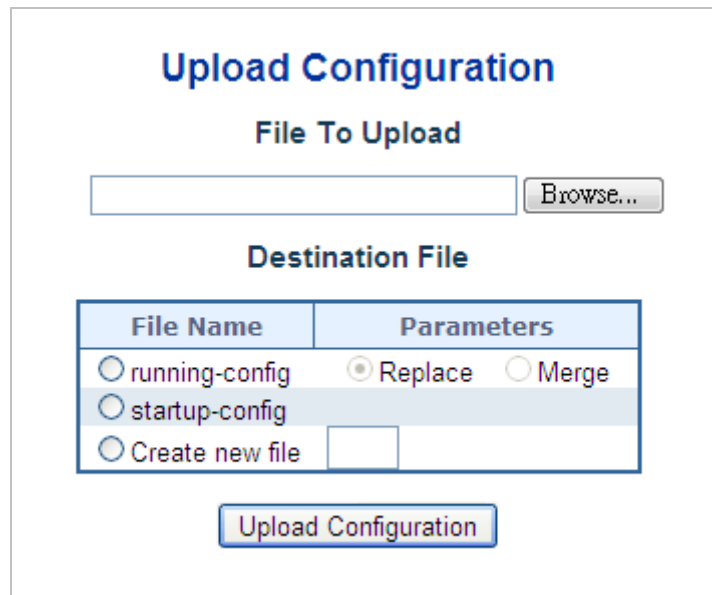 Upload Configuration
File To Upload
Browse...
Destination File
File Name Parameters
running-config Replace Merge
startup-config
Create new file
Upload Configuration